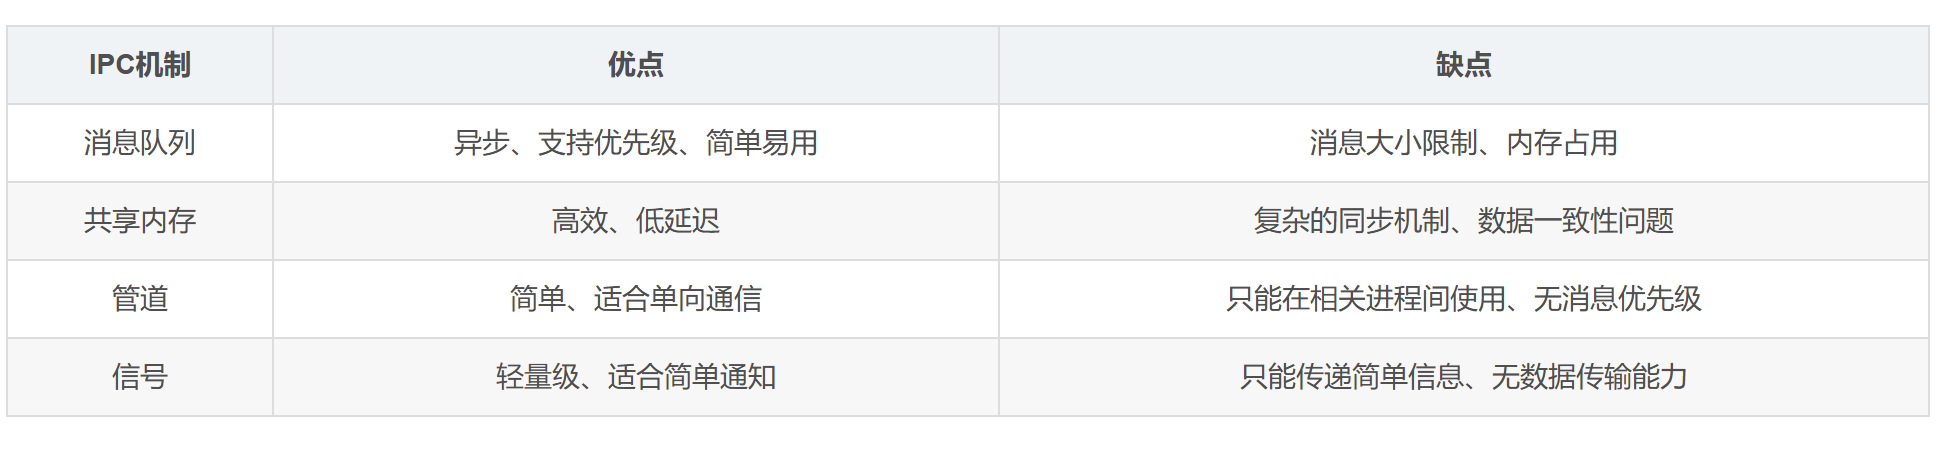 IPC机制 优点 缺点
消息队列 异步、支持优先级、简单易用 消息大小限制、内存占用
共享内存 高效、低延迟 复杂的同步机制、数据一致性问题
管道 简单、适合单向通信 只能在相关进程间使用、无消息优先级
信号 轻量级、适合简单通知 只能传递简单信息、无数据传输能力